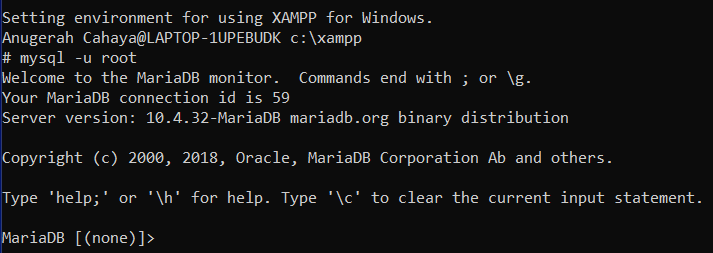 Setting environment for using XAMPP for Windows.
Anugerah Cahaya@LAPTOP-1UPEBUDK c:\xampp
# mysql -u root
Welcome to the MariaDB monitor.  Commands end with ; or \g.
Your MariaDB connection id is 59
Server version: 10.4.32-MariaDB mariadb.org binary distribution
Copyright (c) 2000, 2018, Oracle, MariaDB Corporation Ab and others.
Type 'help;' or '\h' for help. Type '\c' to clear the current input statement.
MariaDB [(none)]>